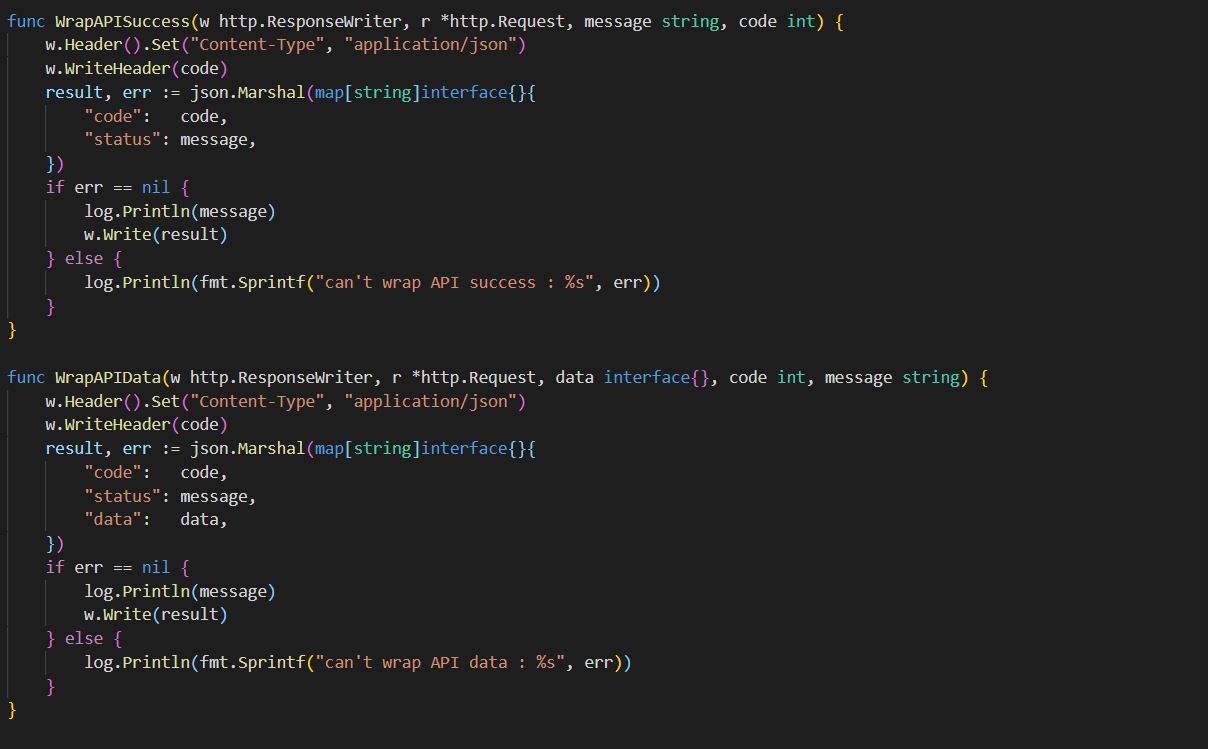 func WrapAPISuccess(w http.ResponseWriter, r *http.Request, message string, code int) {
    w.Header().Set("Content-Type", "application/json")
    w.WriteHeader(code)
    result, err := json.Marshal(map[string]interface{}{
        "code":   code,
        "status": message,
    })
    if err == nil {
        log.Println(message)
        w.Write(result)
    } else {
        log.Println(fmt.Sprintf("can't wrap API success : %s", err))
    }
}

func WrapAPIData(w http.ResponseWriter, r *http.Request, data interface{}, code int, message string) {
    w.Header().Set("Content-Type", "application/json")
    w.WriteHeader(code)
    result, err := json.Marshal(map[string]interface{}{
        "code":   code,
        "status": message,
        "data":   data,
    })
    if err == nil {
        log.Println(message)
        w.Write(result)
    } else {
        log.Println(fmt.Sprintf("can't wrap API data : %s", err))
    }
}